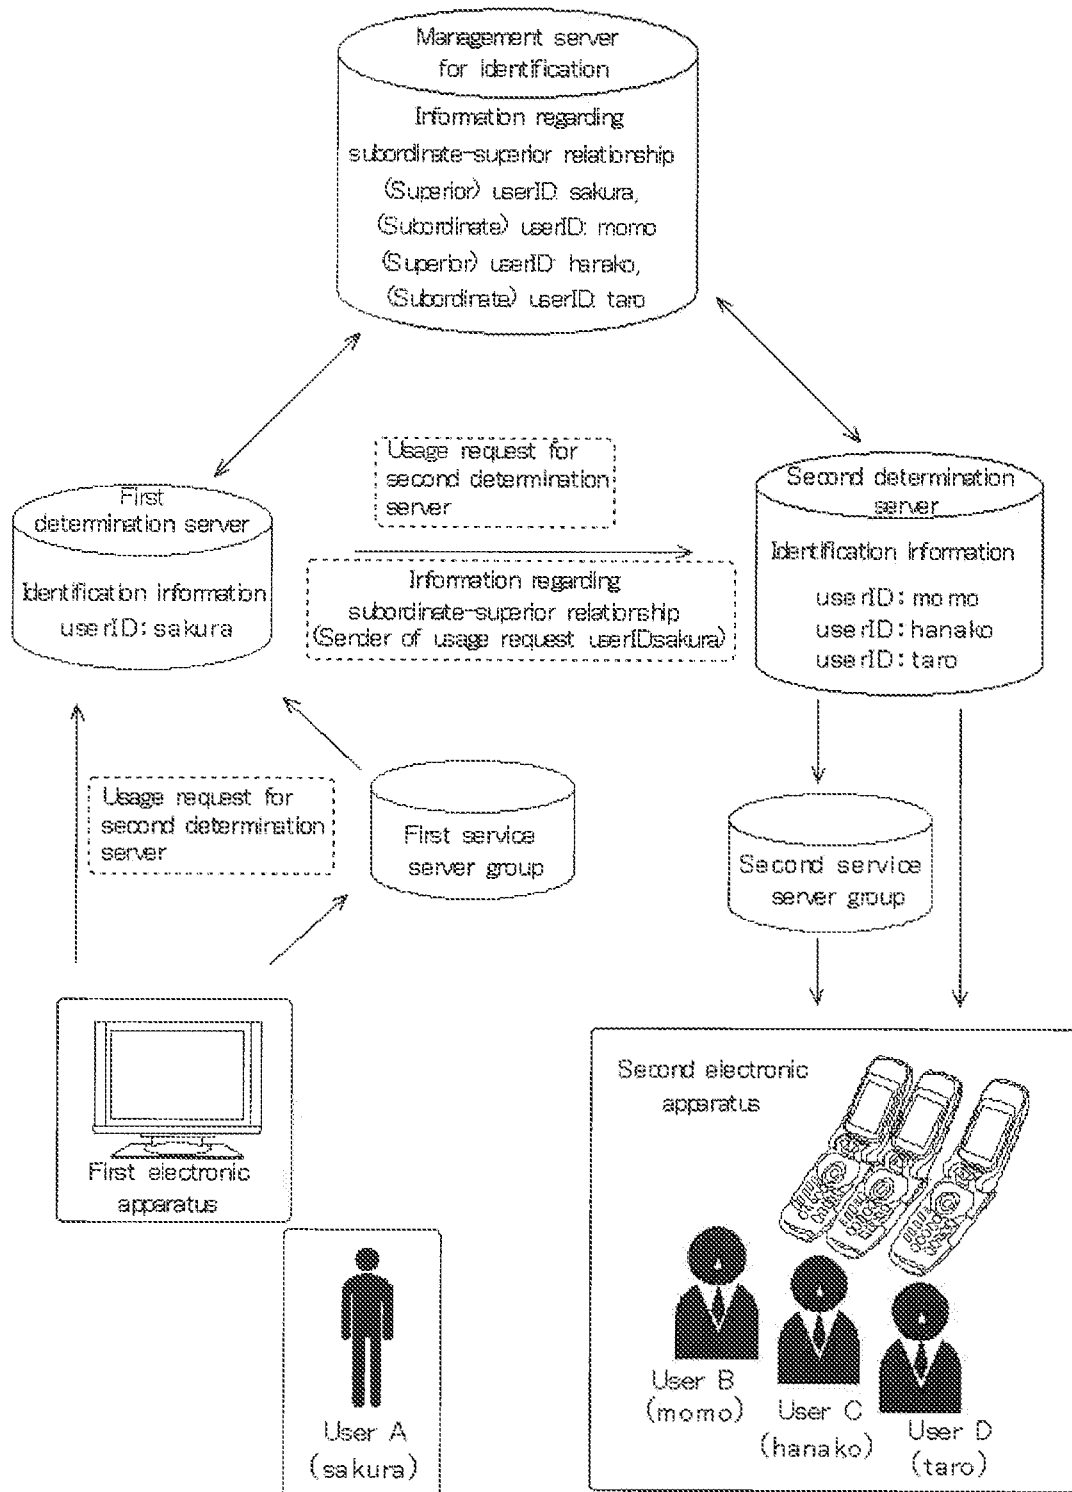 Management server
for identification
Information regarding
subordinate-superior relationship
(Superior) userID: sakura,
(Subordinate) userID: momo
(Superior) userID: hanako,
(Subordinate) userID: taro
Usage request for
second determination
server
First
determination server
Identification information
userID: sakura
Information regarding
subordinate-superior relationship
(Sender of usage request userID:sakura)
Second determination
server
Identification information
userID: momo
userID: hanako
userID: taro
Usage request for
second determination
server
First service
server group
Second service
server group
First electronic
apparatus
Second electronic
apparatus
User A
(sakura)
User B
(momo)
User C
(hanako)
User D
(taro)